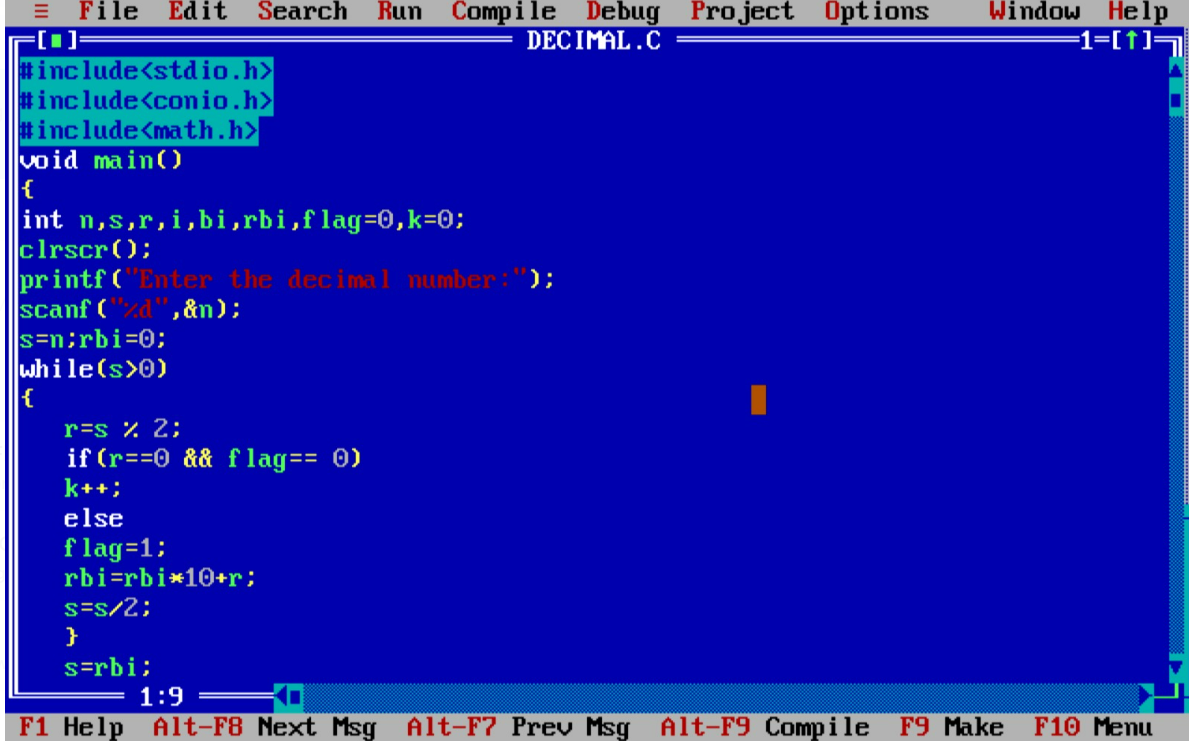 ≡ File Edit Search Run Compile Debug Project Options Window Help
[■] DECIMAL.C 1=[↑]
#include<stdio.h>
#include<conio.h>
#include<math.h>
void main()
{
int n,s,r,i,bi,rbi,flag=0,k=0;
clrscr();
printf("Enter the decimal number:");
scanf("%d",&n);
s=n;rbi=0;
while(s>0)
{
   r=s % 2;
   if(r==0 && flag== 0)
   k++;
   else
   flag=1;
   rbi=rbi*10+r;
   s=s/2;
   }
   s=rbi;
1:9
F1 Help Alt-F8 Next Msg Alt-F7 Prev Msg Alt-F9 Compile F9 Make F10 Menu